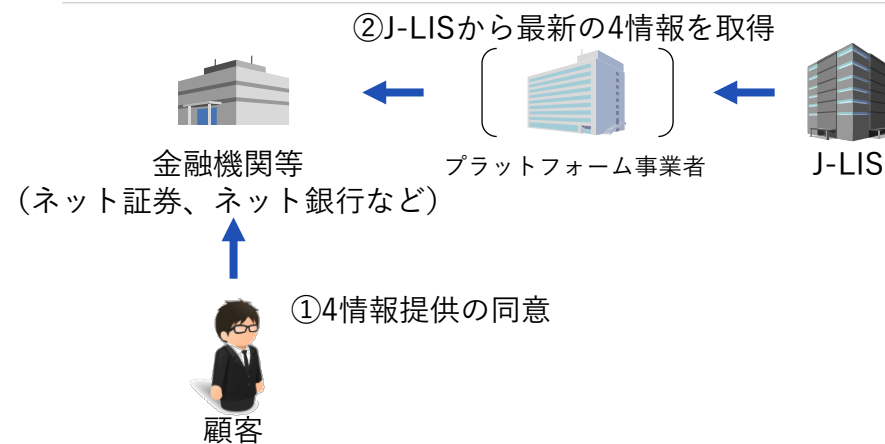 ②J-LISから最新の4情報を取得
金融機関等
（ネット証券、ネット銀行など）
プラットフォーム事業者
J-LIS
①4情報提供の同意
顧客